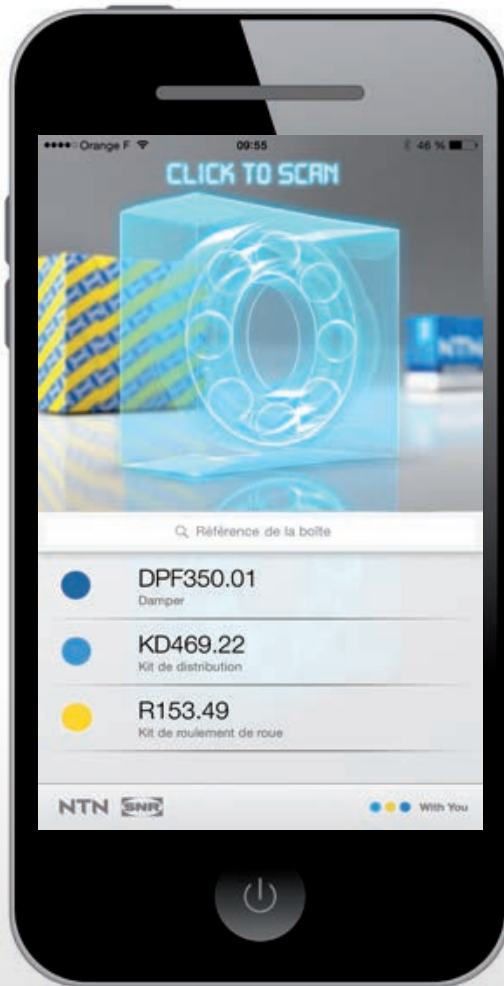 Orange F 09:55 46 %
CLICK TO SCAN
NTN
Référence de la boîte
DPF350.01
Damper
KD469.22
Kit de distribution
R153.49
Kit de roulement de roue
NTN SNR With You